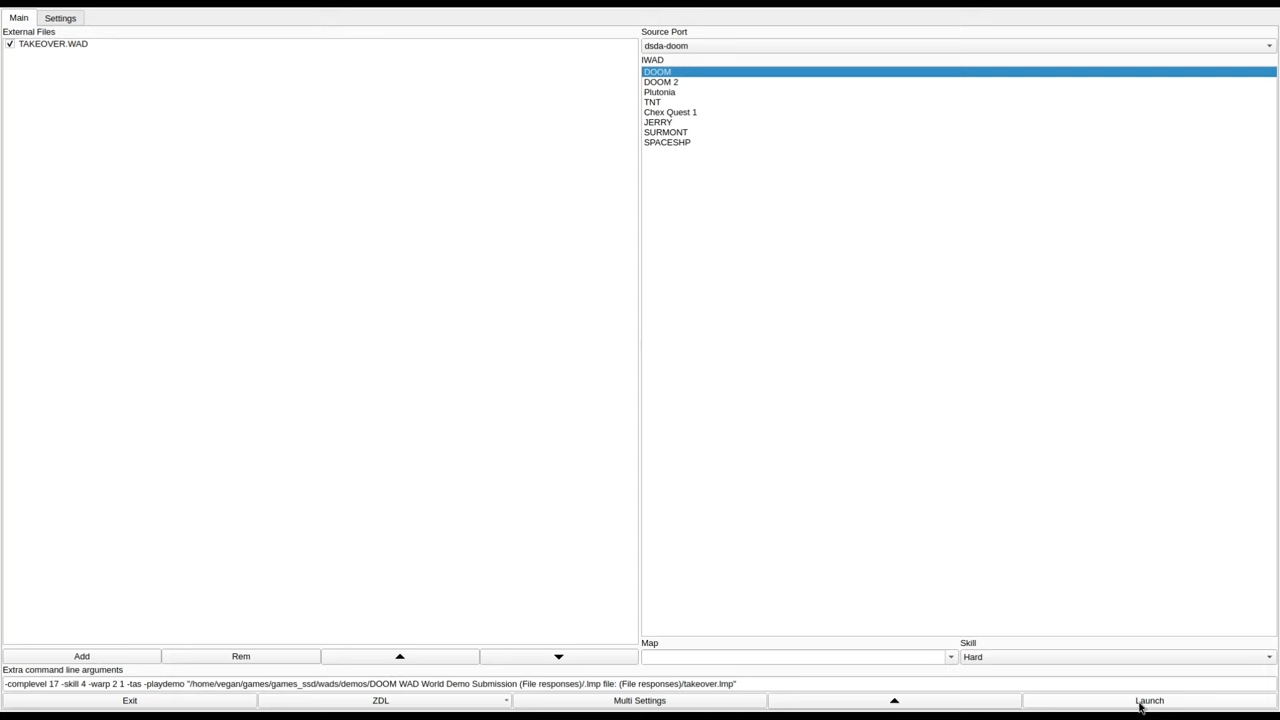 Main Settings
External Files
TAKEOVER.WAD
Source Port
dsda-doom
IWAD
DOOM
DOOM 2
Plutonia
TNT
Chex Quest 1
JERRY
SURMONT
SPACESHP
Add Rem
Map Skill
Hard
Extra command line arguments
-complevel 17 -skill 4 -warp 2 1 -tas -playdemo "/home/vegan/games/games_ssd/wads/demos/DOOM WAD World Demo Submission (File responses)/.lmp file: (File responses)/takeover.lmp"
Exit ZDL Multi Settings Launch